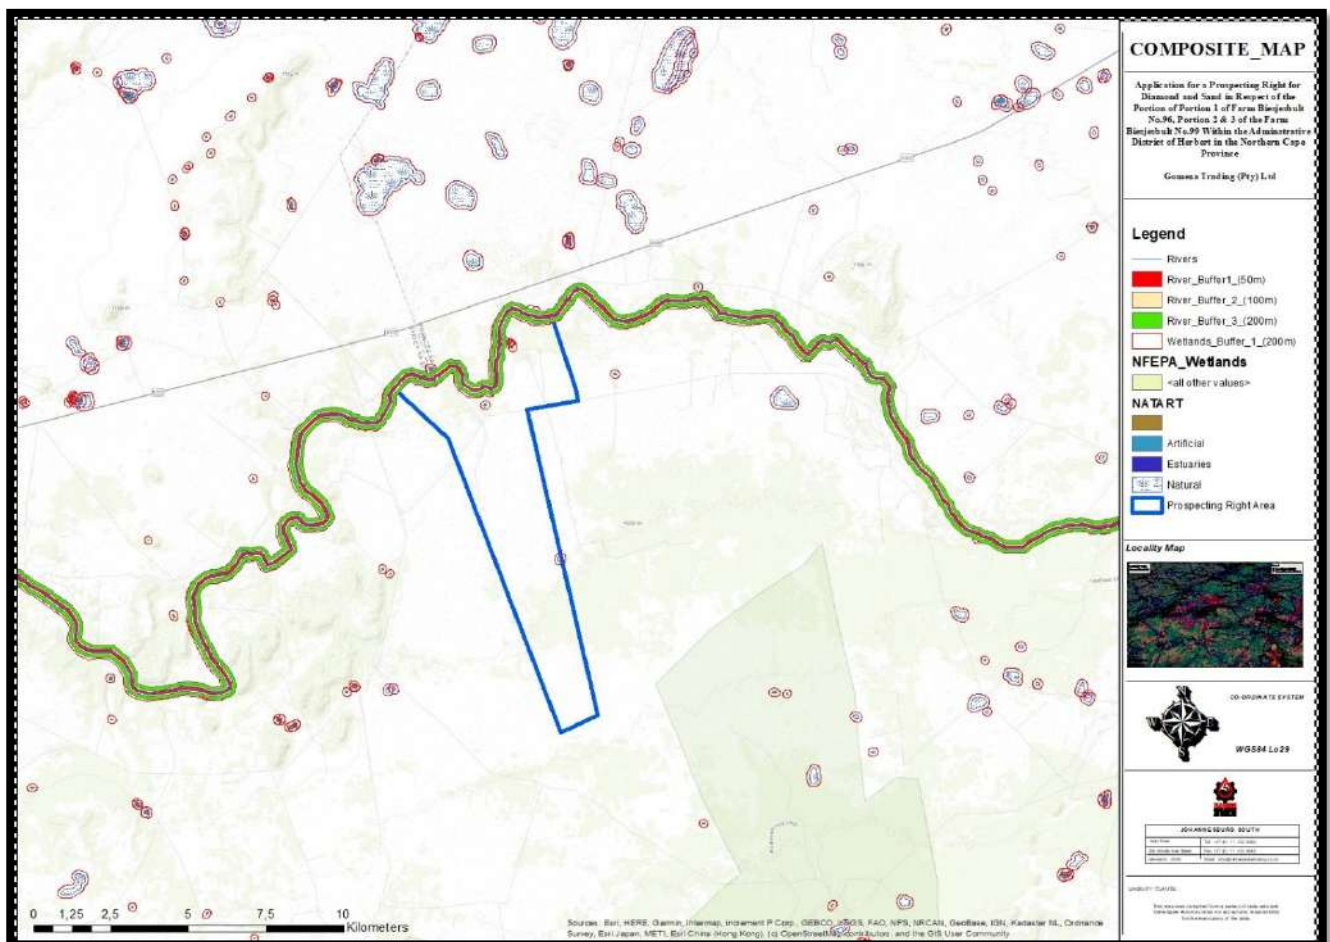 COMPOSITE_MAP
Application for a Prospecting Right for
Diamond and Sand in Respect of the
Portion of Portion 1 of Farm Biesjesbult
No.96, Portion 2 & 3 of the Farm
Biesjesbult No.99 Within the Adminstrative
District of Herbert in the Northern Cape
Province
Gomena Trading (Pty) Ltd
Legend
Rivers
River_Buffer1_(50m)
River_Buffer_2_(100m)
River_Buffer_3_(200m)
Wetlands_Buffer_1_(200m)
NFEPA_Wetlands
<all other values>
NATART
Artificial
Estuaries
Natural
Prospecting Right Area
Locality Map
CO-ORDINATE SYSTEM
WGS84 Lo29
JOHANNESBURG SOUTH
0 1,25 2,5 5 7,5 10
Kilometers
Sources: Esri, HERE, Garmin, Intermap, increment P Corp., GEBCO, USGS, FAO, NPS, NRCAN, GeoBase, IGN, Kadaster NL, Ordnance
Survey, Esri Japan, METI, Esri China (Hong Kong), (c) OpenStreetMap contributors, and the GIS User Community